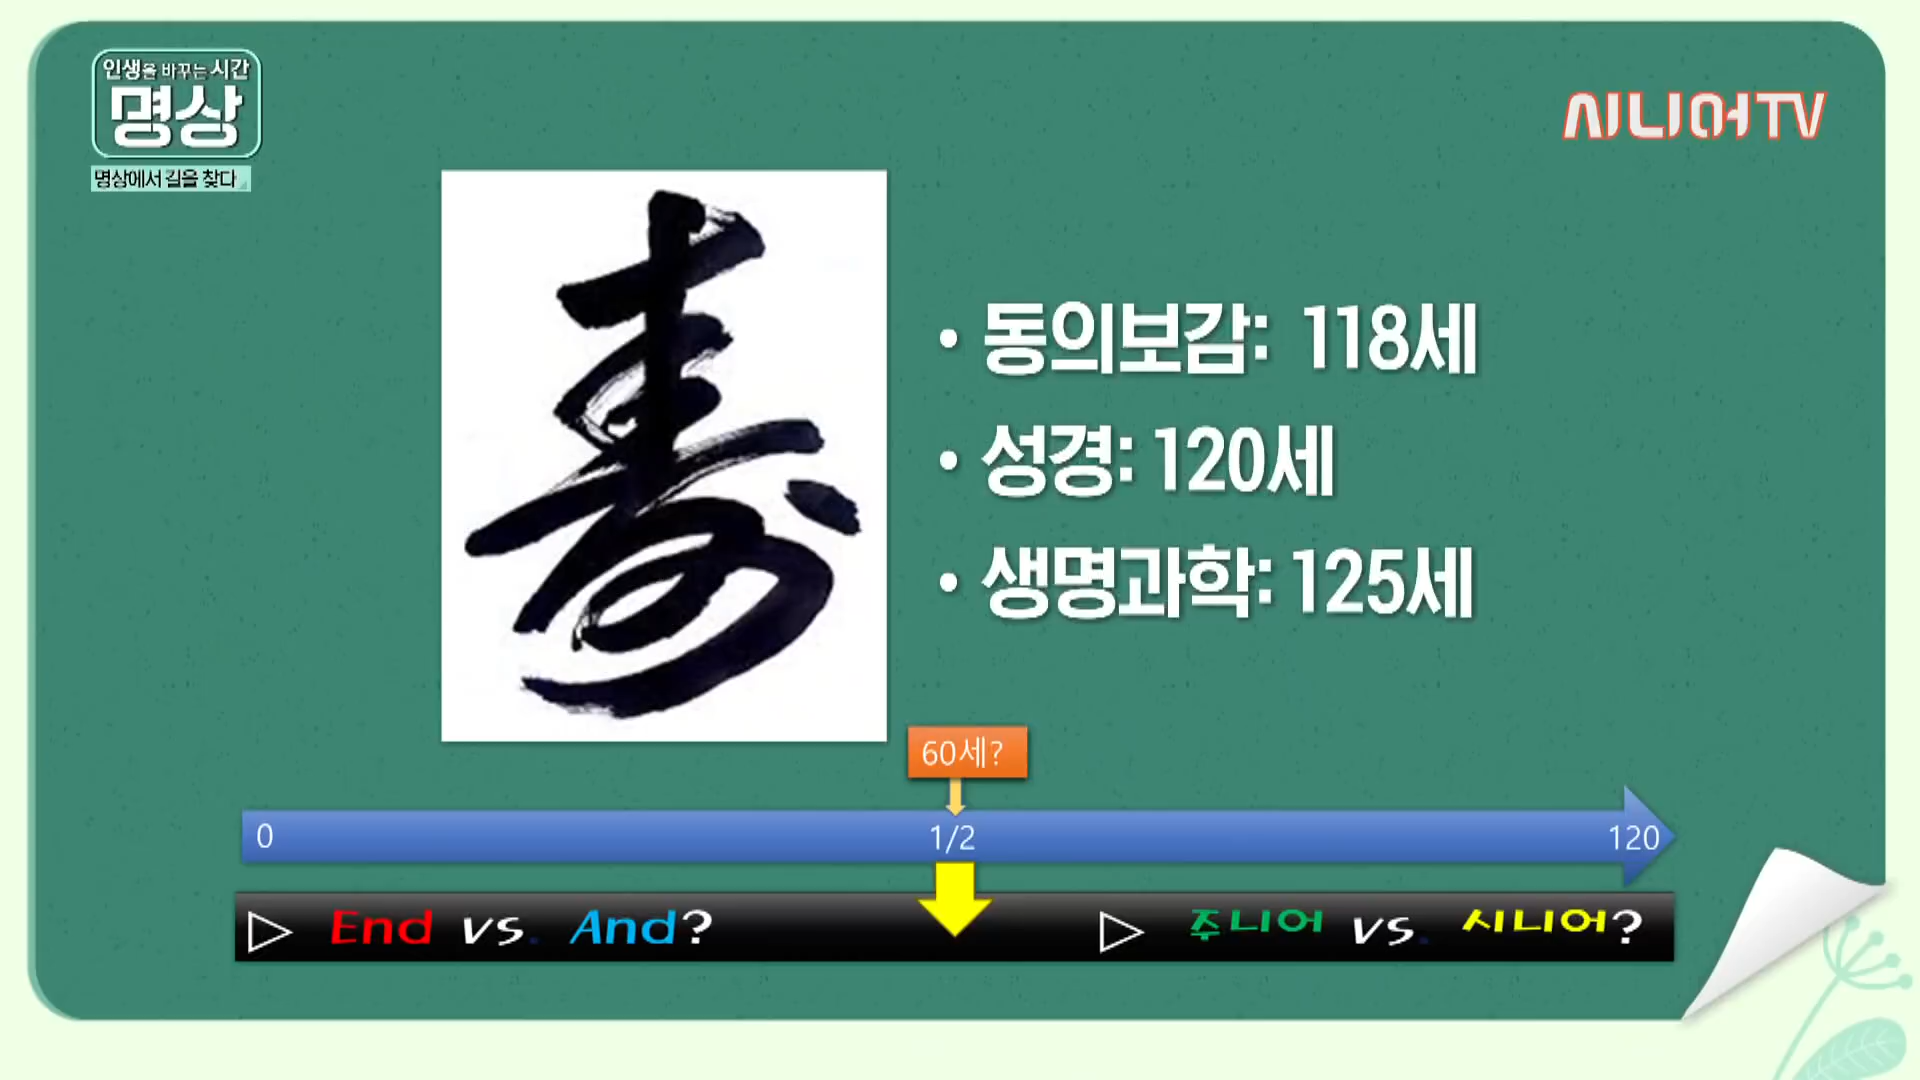 인생을 바꾸는 시간
명상
명상에서 길을 찾다
시니어TV
寿
• 동의보감: 118세
• 성경: 120세
• 생명과학: 125세
60세?
0 1/2 120
▷ End vs. And? ▷ 주니어 vs. 시니어?